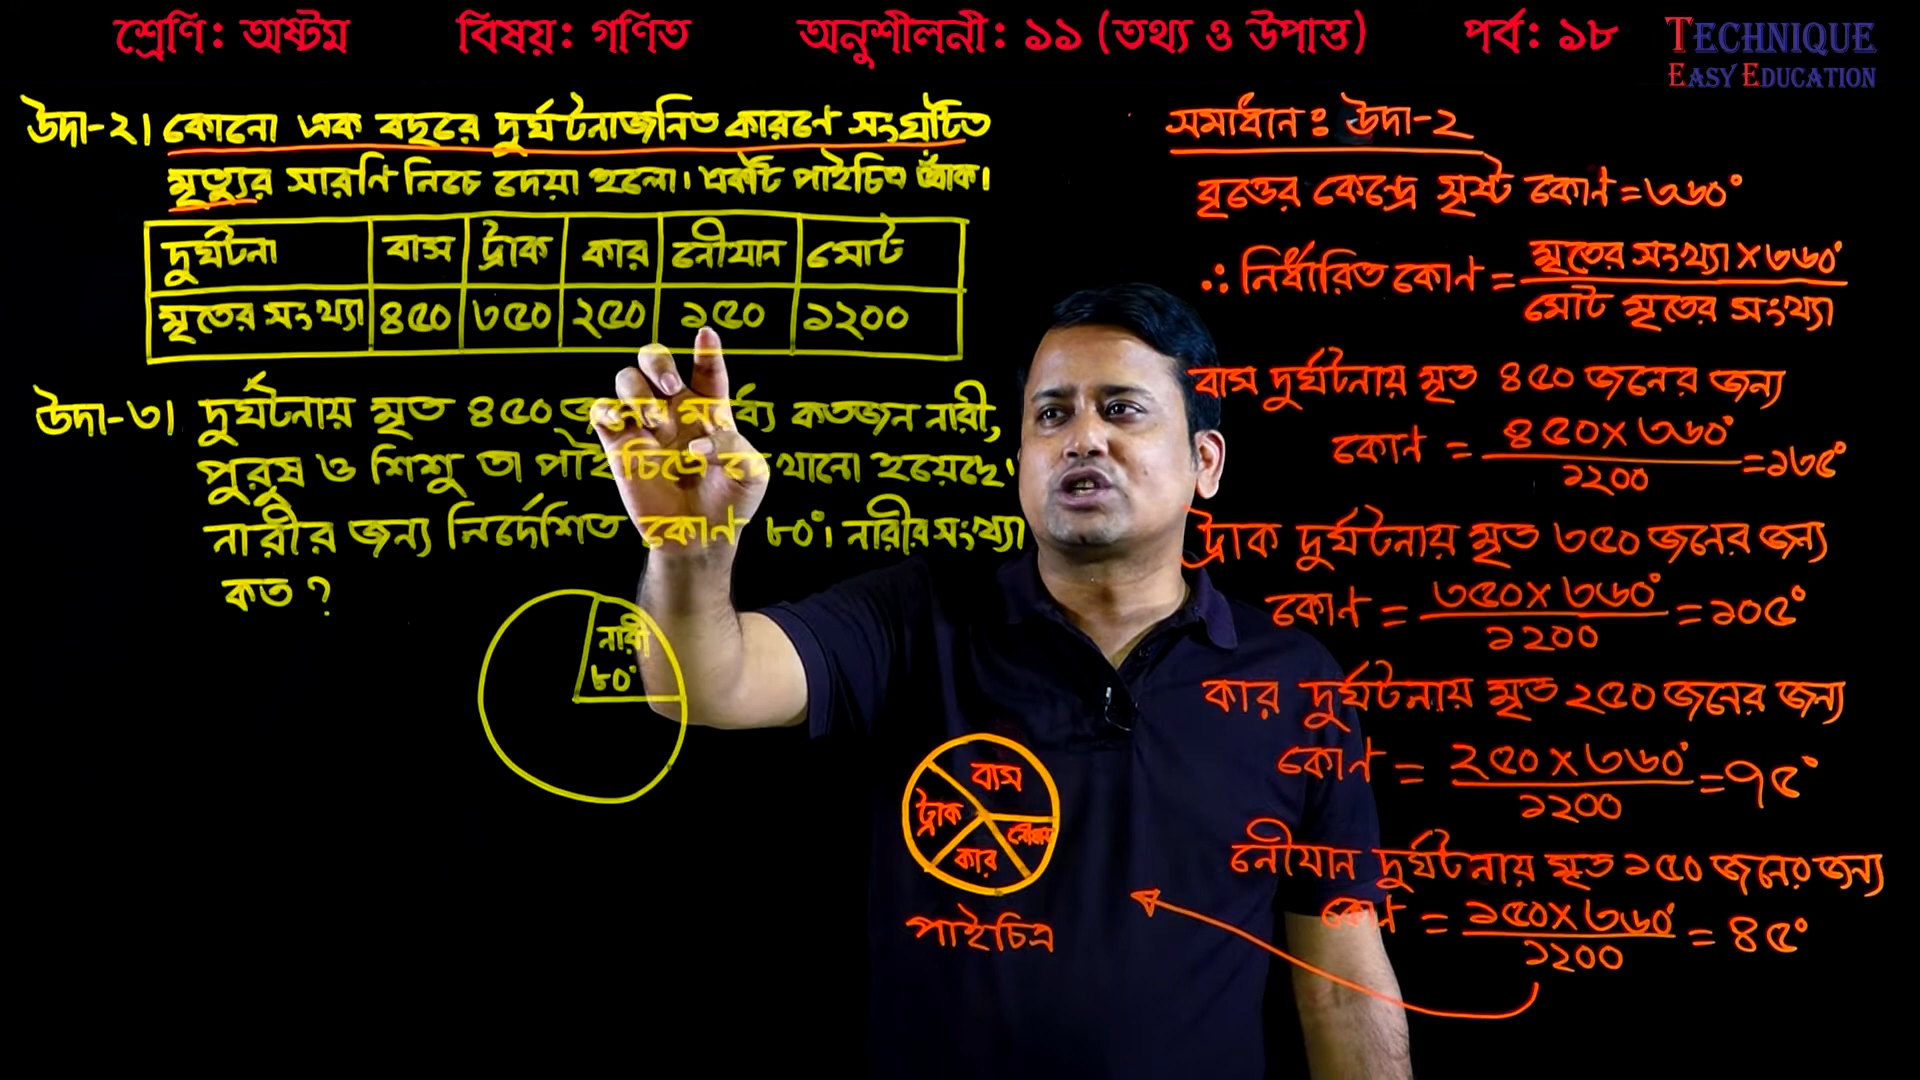 শ্রেণি: অষ্টম বিষয়: গণিত অনুশীলনী: ১১ (তথ্য ও উপাত্ত) পর্ব: ১৮
TECHNIQUE
EASY EDUCATION
উদা-২। কোনো এক বছরে দুর্ঘটনাজনিত কারণে সংঘটিত
মৃত্যুর সারণি নিচে দেয়া হলো। একটি পাইচিত্র আঁক।
দুর্ঘটনা বাস ট্রাক কার নৌযান মোট
মৃতের সংখ্যা ৪৫০ ৩৫০ ২৫০ ১৫০ ১২০০
উদা-৩। দুর্ঘটনায় মৃত ৪৫০ জনের মধ্যে কতজন নারী,
পুরুষ ও শিশু তা পাইচিত্রে দেখানো হয়েছে।
নারীর জন্য নির্দেশিত কোণ ৮০°। নারীর সংখ্যা
কত ?
নারী
৮০°
সমাধান : উদা-২
বৃত্তের কেন্দ্রে সৃষ্ট কোণ = ৩৬০°
∴ নির্ধারিত কোণ = মৃতের সংখ্যা X ৩৬০°
মোট মৃতের সংখ্যা
বাস দুর্ঘটনায় মৃত ৪৫০ জনের জন্য
কোণ = ৪৫০ X ৩৬০° = ১৩৫°
১২০০
ট্রাক দুর্ঘটনায় মৃত ৩৫০ জনের জন্য
কোণ = ৩৫০ X ৩৬০° = ১০৫°
১২০০
কার দুর্ঘটনায় মৃত ২৫০ জনের জন্য
কোণ = ২৫০ X ৩৬০° = ৭৫°
১২০০
নৌযান দুর্ঘটনায় মৃত ১৫০ জনের জন্য
কোণ = ১৫০ X ৩৬০° = ৪৫°
১২০০
বাস
ট্রাক
নৌযান
কার
পাইচিত্র